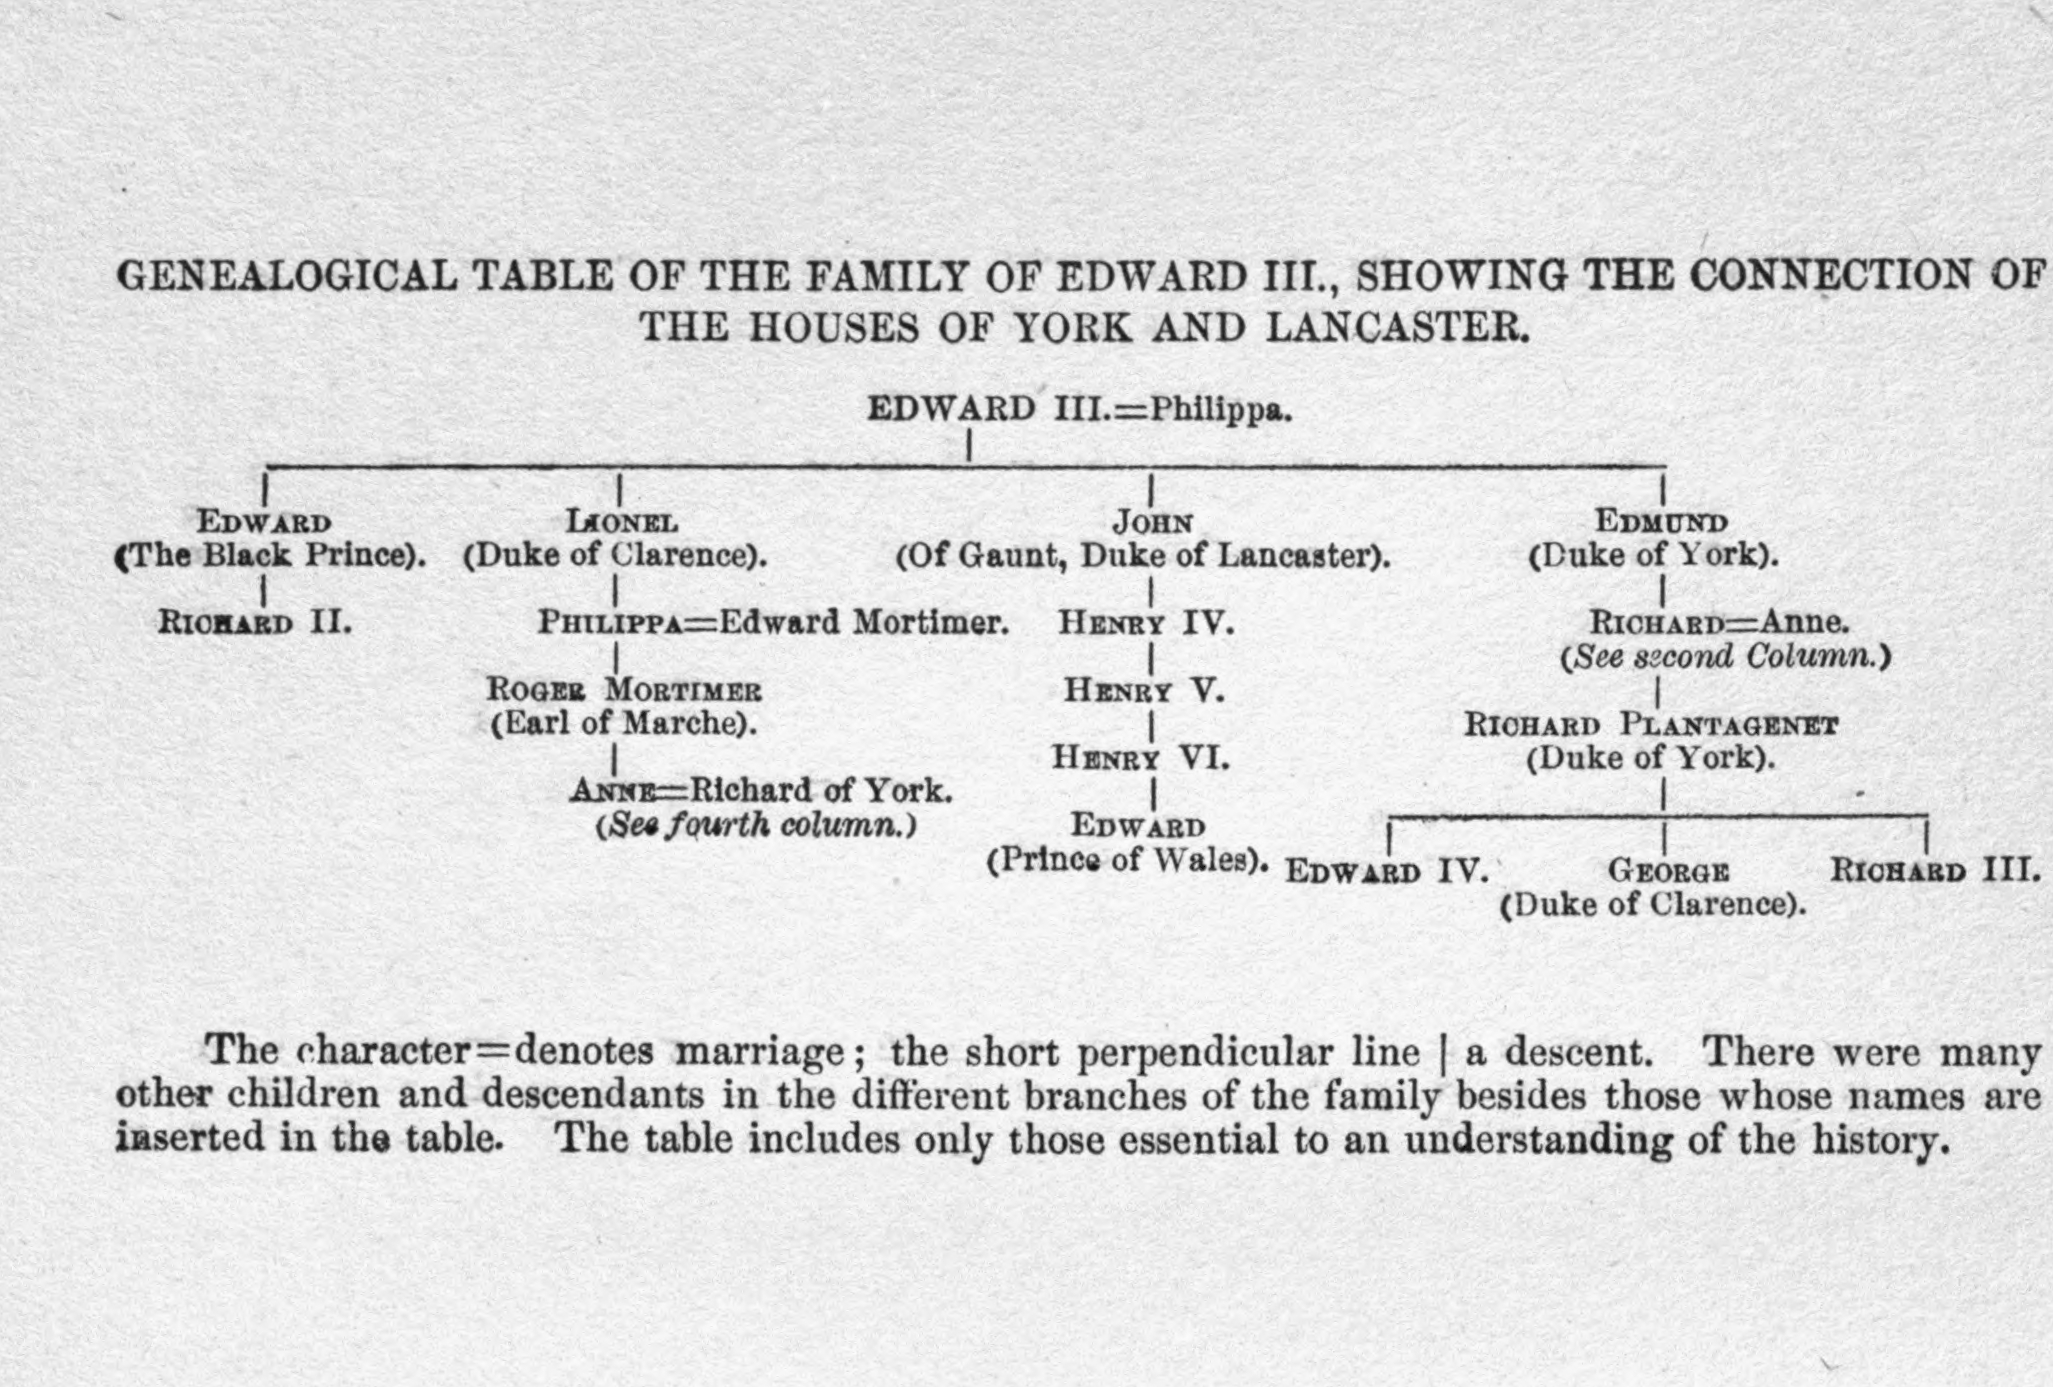 GENEALOGICAL TABLE OF THE FAMILY OF EDWARD III., SHOWING THE CONNECTION OF
THE HOUSES OF YORK AND LANCASTER.
EDWARD III.=Philippa.
EDWARD LIONEL JOHN EDMUND
(The Black Prince). (Duke of Clarence). (Of Gaunt, Duke of Lancaster). (Duke of York).
RICHARD II. PHILIPPA=Edward Mortimer. HENRY IV. RICHARD=Anne.
(See second Column.)
ROGER MORTIMER HENRY V. RICHARD PLANTAGENET
(Earl of Marche). HENRY VI. (Duke of York).
ANNE=Richard of York.
(See fourth column.) EDWARD
(Prince of Wales). EDWARD IV. GEORGE RICHARD III.
(Duke of Clarence).
The character=denotes marriage; the short perpendicular line | a descent. There were many
other children and descendants in the different branches of the family besides those whose names are
inserted in the table. The table includes only those essential to an understanding of the history.